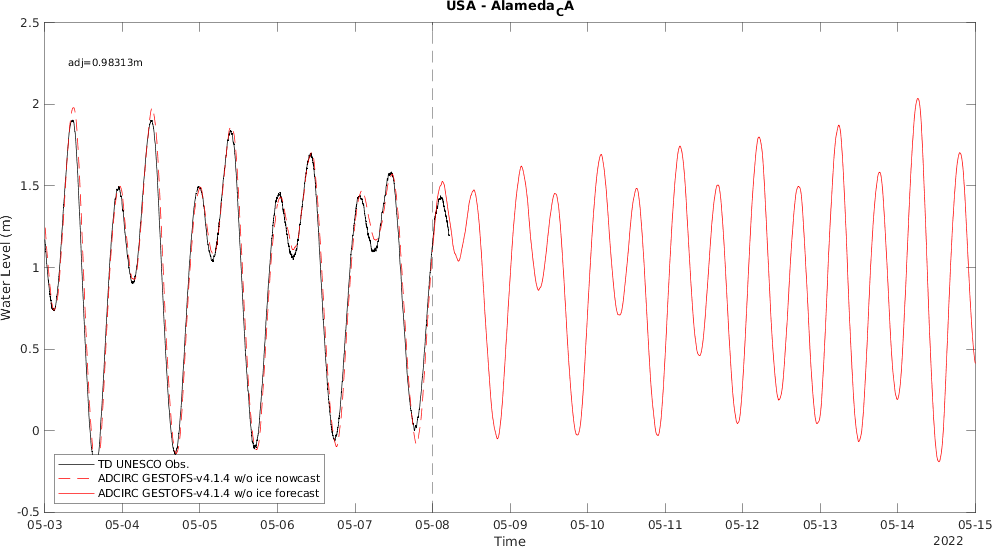 USA - Alameda_CA
2.5
adj=0.98313m
2
1.5
Water Level (m)
1
0.5
0
TD UNESCO Obs.
ADCIRC GESTOFS-v4.1.4 w/o ice nowcast
ADCIRC GESTOFS-v4.1.4 w/o ice forecast
-0.5
05-03 05-04 05-05 05-06 05-07 05-08 05-09 05-10 05-11 05-12 05-13 05-14 05-15
Time
2022